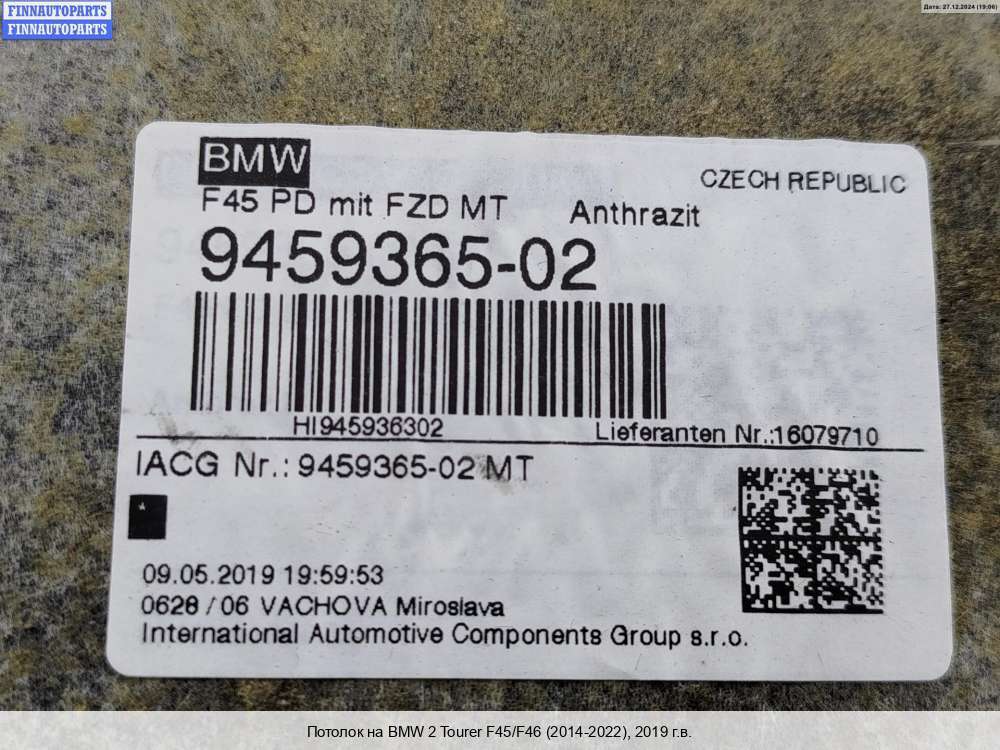 FINNAUTOPARTS
FINNAUTOPARTS
Дата: 27.12.2024 (19:06)
BMW
CZECH REPUBLIC
F45 PD mit FZD MT Anthrazit
9459365-02
HI945936302
Lieferanten Nr.:16079710
IACG Nr.: 9459365-02 MT
*
09.05.2019 19:59:53
0628 / 06 VACHOVA Miroslava
International Automotive Components Group s.r.o.
Потолок на BMW 2 Tourer F45/F46 (2014-2022), 2019 г.в.